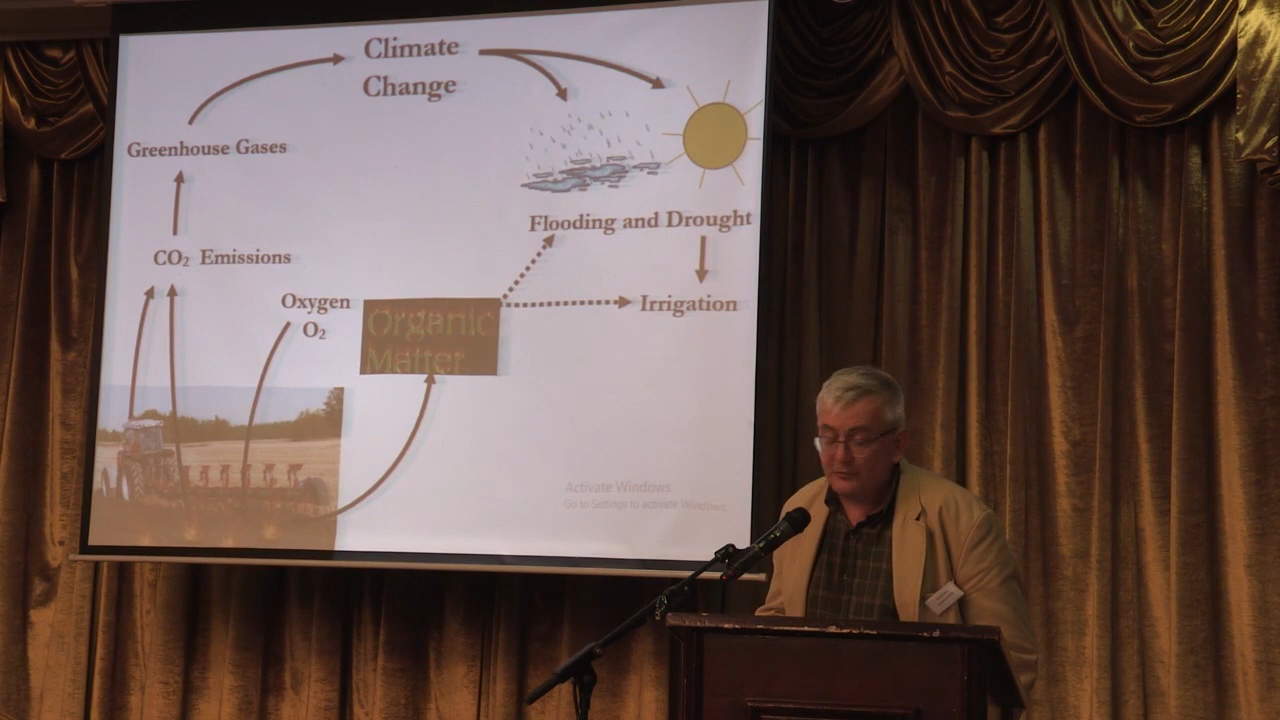 Climate
Change
Greenhouse Gases
Flooding and Drought
CO₂ Emissions
Oxygen
O₂
Organic
Matter
Irrigation
Activate Windows
Go to Settings to activate Windows.